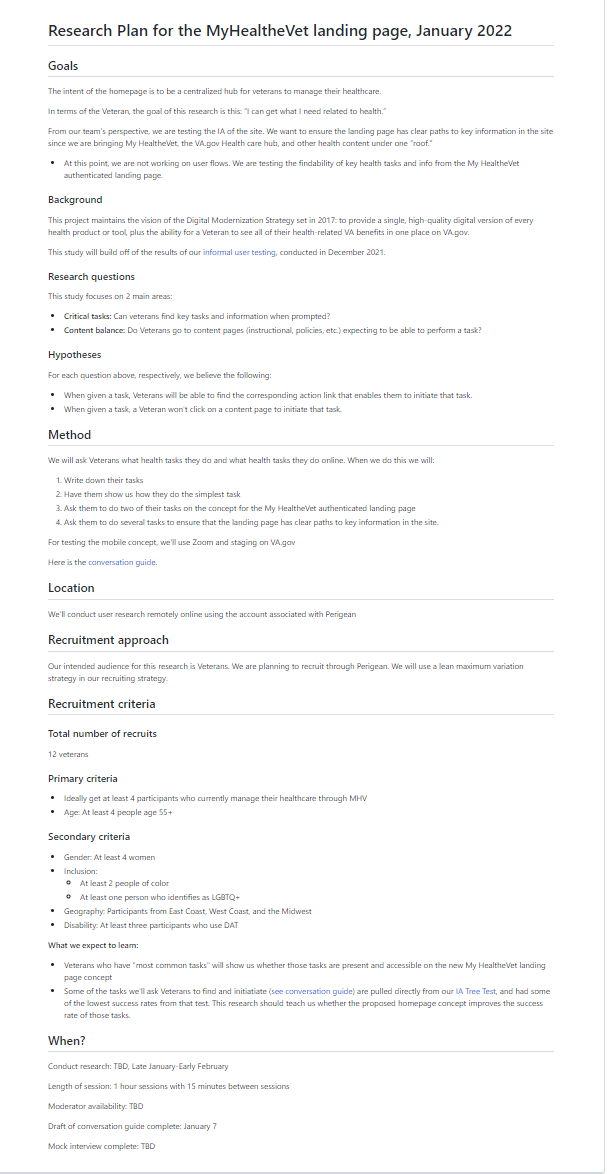 Research Plan for the MyHealtheVet landing page, January 2022
Goals
The intent of the homepage is to be a centralized hub for veterans to manage their healthcare.
In terms of the Veteran, the goal of this research is this: "I can get what I need related to health."
From our team's perspective, we are testing the IA of the site. We want to ensure the landing page has clear paths to key information in the site
since we are bringing My HealtheVet, the VA.gov Health care hub, and other health content under one "roof."
• At this point, we are not working on user flows. We are testing the findability of key health tasks and info from the My HealtheVet
authenticated landing page.
Background
This project maintains the vision of the Digital Modernization Strategy set in 2017: to provide a single, high-quality digital version of every
health product or tool, plus the ability for a Veteran to see all of their health-related VA benefits in one place on VA.gov.
This study will build off of the results of our informal user testing, conducted in December 2021.
Research questions
This study focuses on 2 main areas:
• Critical tasks: Can veterans find key tasks and information when prompted?
• Content balance: Do Veterans go to content pages (instructional, policies, etc.) expecting to be able to perform a task?
Hypotheses
For each question above, respectively, we believe the following:
• When given a task, Veterans will be able to find the corresponding action link that enables them to initiate that task.
• When given a task, a Veteran won't click on a content page to initiate that task.
Method
We will ask Veterans what health tasks they do and what health tasks they do online. When we do this we will:
1. Write down their tasks
2. Have them show us how they do the simplest task
3. Ask them to do two of their tasks on the concept for the My HealtheVet authenticated landing page
4. Ask them to do several tasks to ensure that the landing page has clear paths to key information in the site.
For testing the mobile concept, we'll use Zoom and staging on VA.gov
Here is the conversation guide.
Location
We'll conduct user research remotely online using the account associated with Perigean
Recruitment approach
Our intended audience for this research is Veterans. We are planning to recruit through Perigean. We will use a lean maximum variation
strategy in our recruiting strategy.
Recruitment criteria
Total number of recruits
12 veterans
Primary criteria
• Ideally get at least 4 participants who currently manage their healthcare through MHV
• Age: At least 4 people age 55+
Secondary criteria
• Gender: At least 4 women
• Inclusion:
○ At least 2 people of color
○ At least one person who identifies as LGBTQ+
• Geography: Participants from East Coast, West Coast, and the Midwest
• Disability: At least three participants who use DAT
What we expect to learn:
• Veterans who have "most common tasks" will show us whether those tasks are present and accessible on the new My HealtheVet landing
page concept
• Some of the tasks we'll ask Veterans to find and initiatiate (see conversation guide) are pulled directly from our IA Tree Test, and had some
of the lowest success rates from that test. This research should teach us whether the proposed homepage concept improves the success
rate of those tasks.
When?
Conduct research: TBD, Late January-Early February
Length of session: 1 hour sessions with 15 minutes between sessions
Moderator availability: TBD
Draft of conversation guide complete: January 7
Mock interview complete: TBD